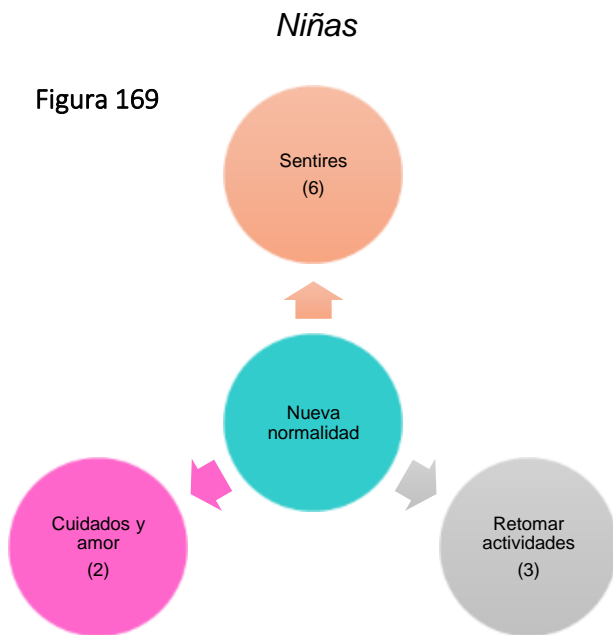 Niñas
Figura 169
Sentires
(6)
Nueva
normalidad
Cuidados y
amor
(2)
Retomar
actividades
(3)